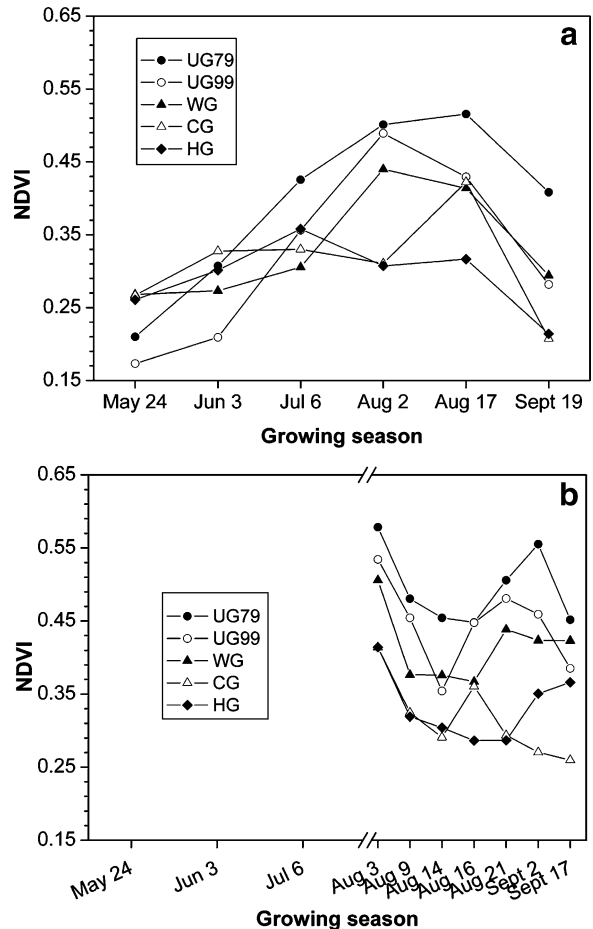 0.65
a
UG79
UG99
WG
CG
HG
0.55
0.45
NDVI
0.35
0.25
0.15
May 24 Jun 3 Jul 6 Aug 2 Aug 17 Sept 19
Growing season
0.65
b
0.55
UG79
UG99
WG
CG
HG
0.45
NDVI
0.35
0.25
0.15
May 24 Jun 3 Jul 6 Aug 3 Aug 9 Aug 14 Aug 16 Aug 21 Sept 2 Sept 17
Growing season